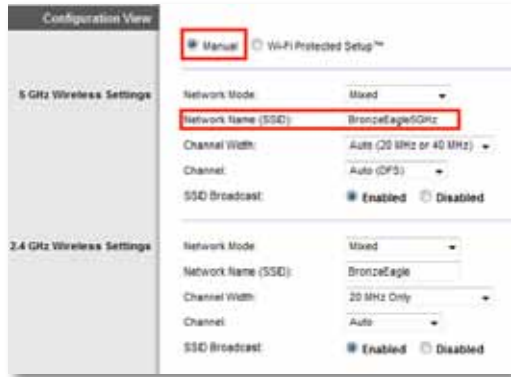 Configuration View
Manual Wi-Fi Protected Setup™
5 GHz Wireless Settings
Network Mode: Mixed
Network Name (SSID): BronzeEagle5GHz
Channel Width: Auto (20 MHz or 40 MHz)
Channel: Auto (DFS)
SSID Broadcast: Enabled Disabled
2.4 GHz Wireless Settings
Network Mode: Mixed
Network Name (SSID): BronzeEagle
Channel Width: 20 MHz Only
Channel: Auto
SSID Broadcast: Enabled Disabled